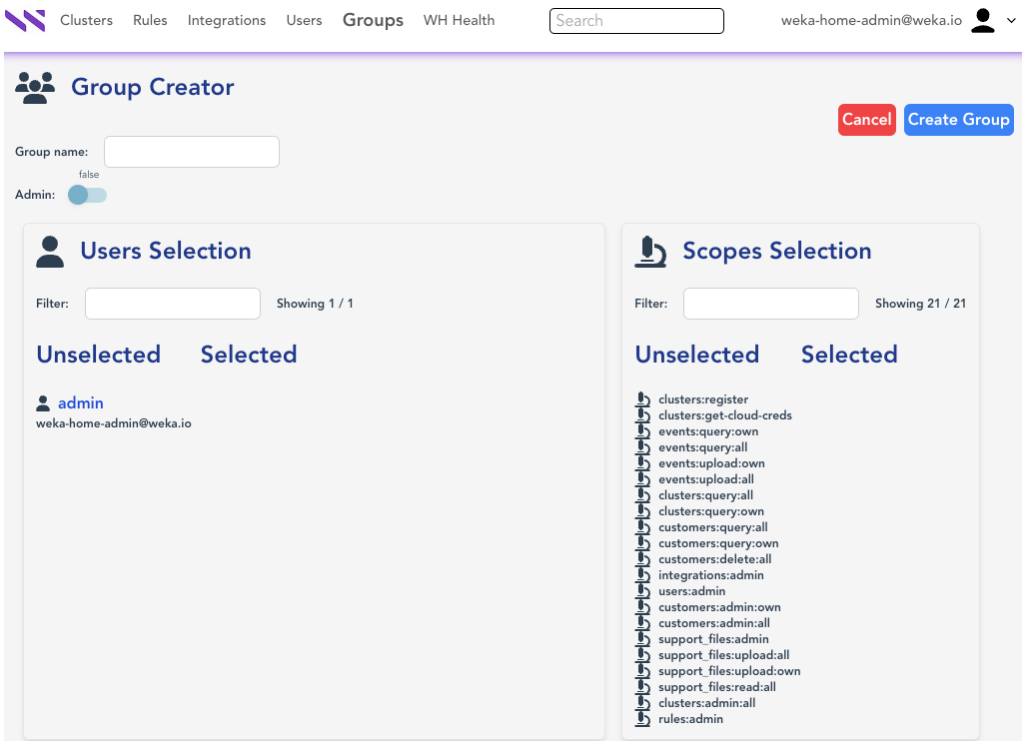 Clusters Rules Integrations Users Groups WH Health Search weka-home-admin@weka.io
Group Creator
Cancel Create Group
Group name:
false
Admin:
Users Selection
Filter: Showing 1 / 1
Unselected Selected
admin
weka-home-admin@weka.io
Scopes Selection
Filter: Showing 21 / 21
Unselected Selected
clusters:register
clusters:get-cloud-creds
events:query:own
events:query:all
events:upload:own
events:upload:all
clusters:query:all
clusters:query:own
customers:query:all
customers:query:own
customers:delete:all
integrations:admin
users:admin
customers:admin:own
customers:admin:all
support_files:admin
support_files:upload:all
support_files:upload:own
support_files:read:all
clusters:admin:all
rules:admin